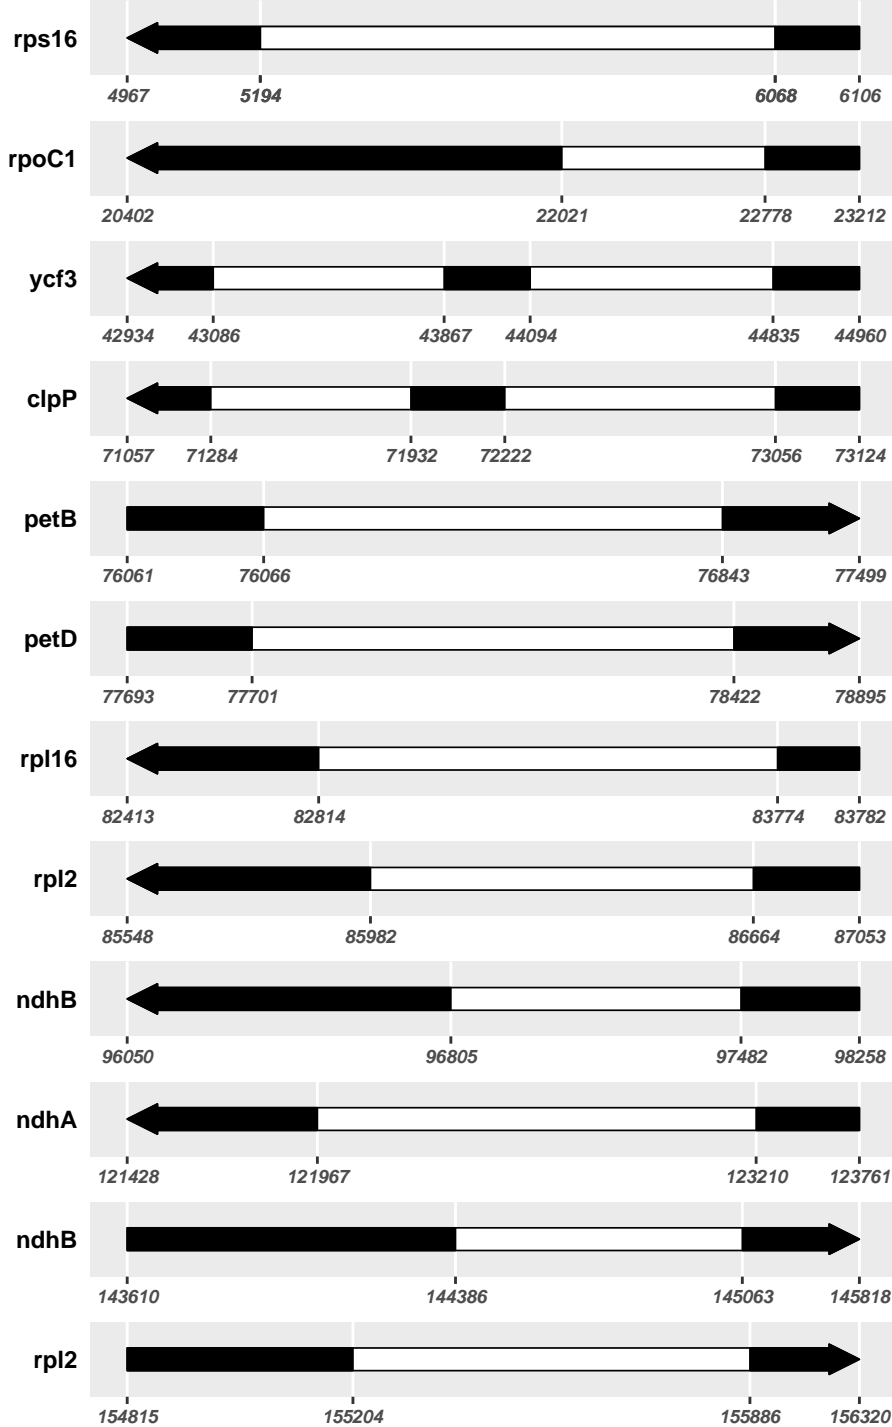 rps16
4967 5194 6068 6106
rpoC1
20402 22021 22778 23212
ycf3
42934 43086 43867 44094 44835 44960
clpP
71057 71284 71932 72222 73056 73124
petB
76061 76066 76843 77499
petD
77693 77701 78422 78895
rpl16
82413 82814 83774 83782
rpl2
85548 85982 86664 87053
ndhB
96050 96805 97482 98258
ndhA
121428 121967 123210 123761
ndhB
143610 144386 145063 145818
rpl2
154815 155204 155886 156320